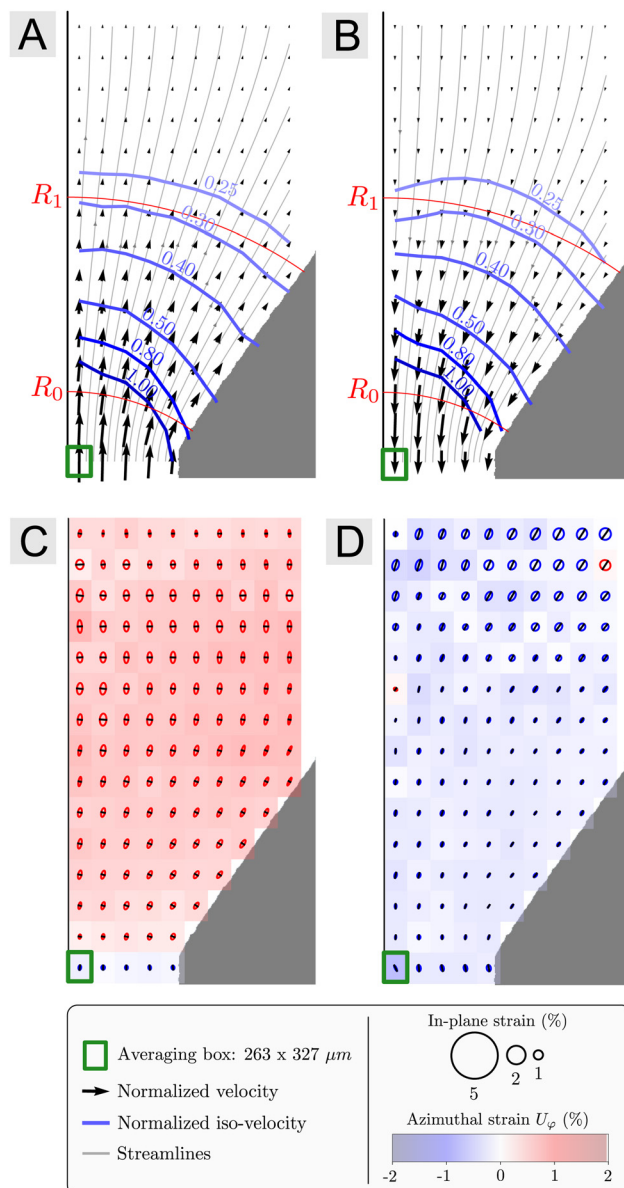 A
B
0.25
0.25
R1
0.30
R1
0.30
0.40
0.40
0.50
0.50
0.80
0.80
R0
1.00
R0
1.00
C
D
In-plane strain (%)
Averaging box: 263 x 327 μm
5
2
1
Normalized velocity
Normalized iso-velocity
Azimuthal strain Uφ (%)
Streamlines
-2
-1
0
1
2